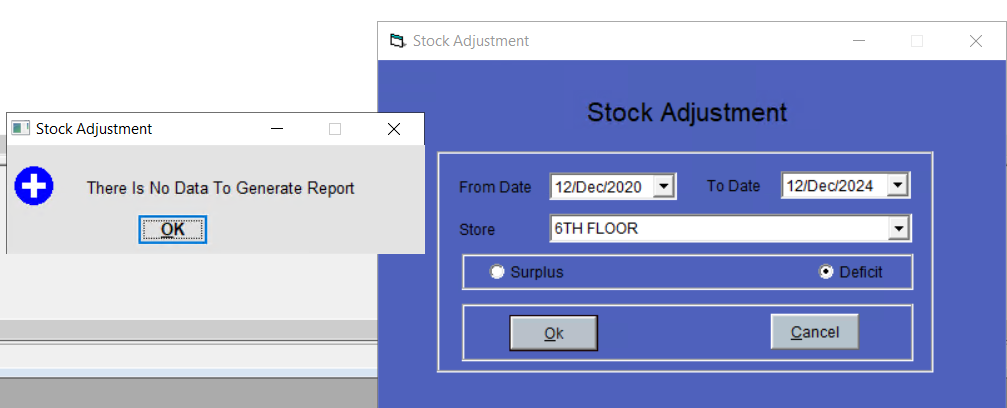 Stock Adjustment
Stock Adjustment
Stock Adjustment
There Is No Data To Generate Report
OK
From Date 12/Dec/2020 To Date 12/Dec/2024
Store 6TH FLOOR
Surplus Deficit
Ok Cancel